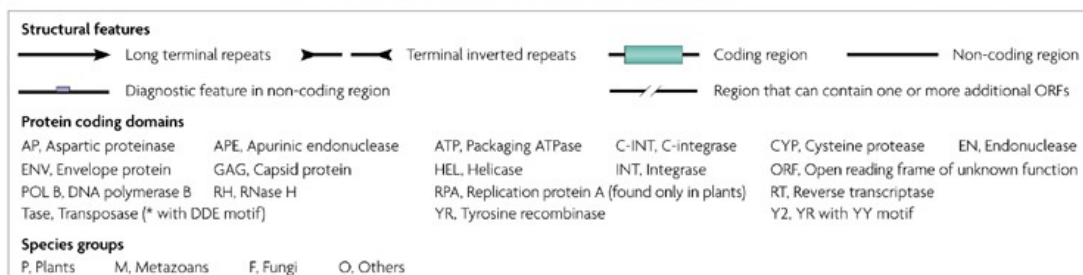 Structural features
Long terminal repeats Terminal inverted repeats Coding region Non-coding region
Diagnostic feature in non-coding region Region that can contain one or more additional ORFs
Protein coding domains
AP, Aspartic proteinase APE, Apurinic endonuclease ATP, Packaging ATPase C-INT, C-integrase CYP, Cysteine protease EN, Endonuclease
ENV, Envelope protein GAG, Capsid protein HEL, Helicase INT, Integrase ORF, Open reading frame of unknown function
POL B, DNA polymerase B RH, RNase H RPA, Replication protein A (found only in plants) RT, Reverse transcriptase
Tase, Transposase (* with DDE motif) YR, Tyrosine recombinase Y2, YR with YY motif
Species groups
P, Plants M, Metazoans F, Fungi O, Others